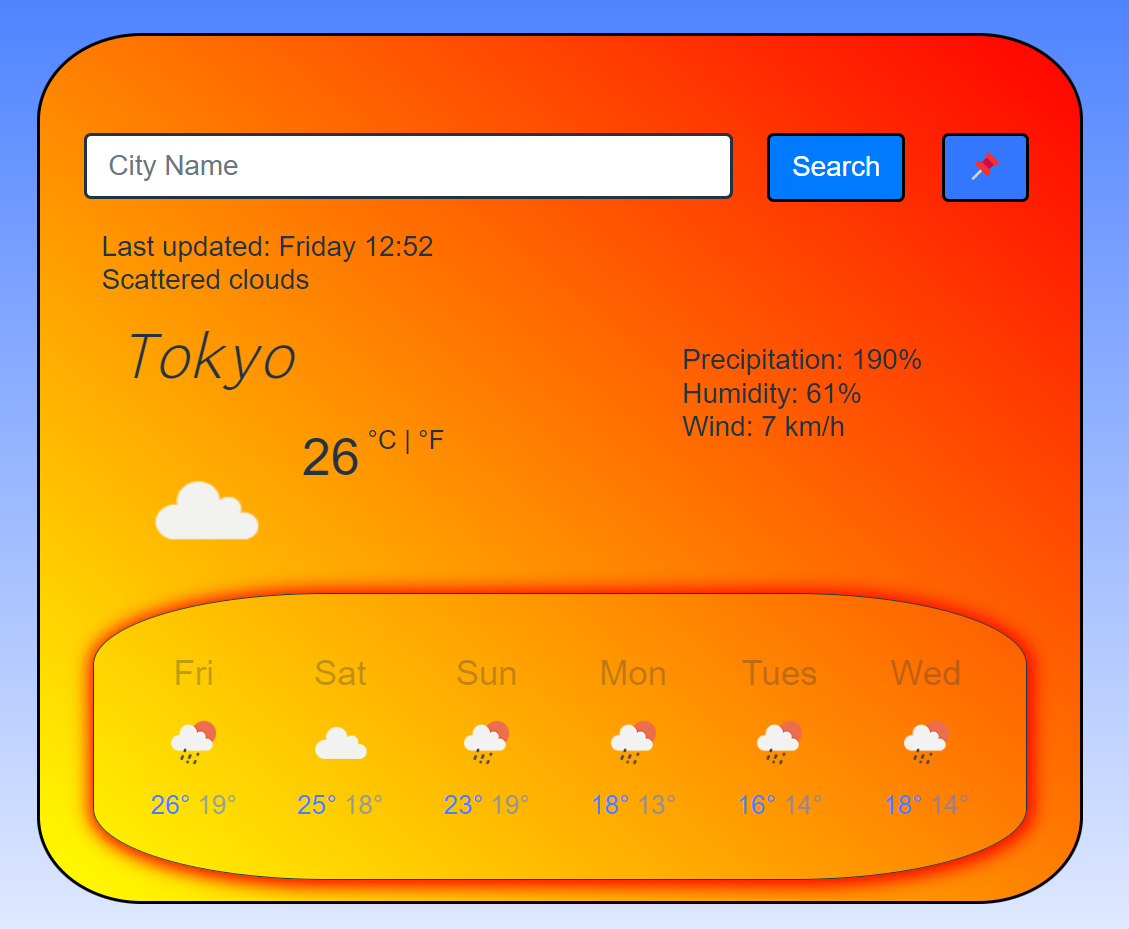 City Name
Search
Last updated: Friday 12:52
Scattered clouds
Tokyo
Precipitation: 190%
Humidity: 61%
Wind: 7 km/h
26 °C | °F
Fri Sat Sun Mon Tues Wed
26° 19° 25° 18° 23° 19° 18° 13° 16° 14° 18° 14°